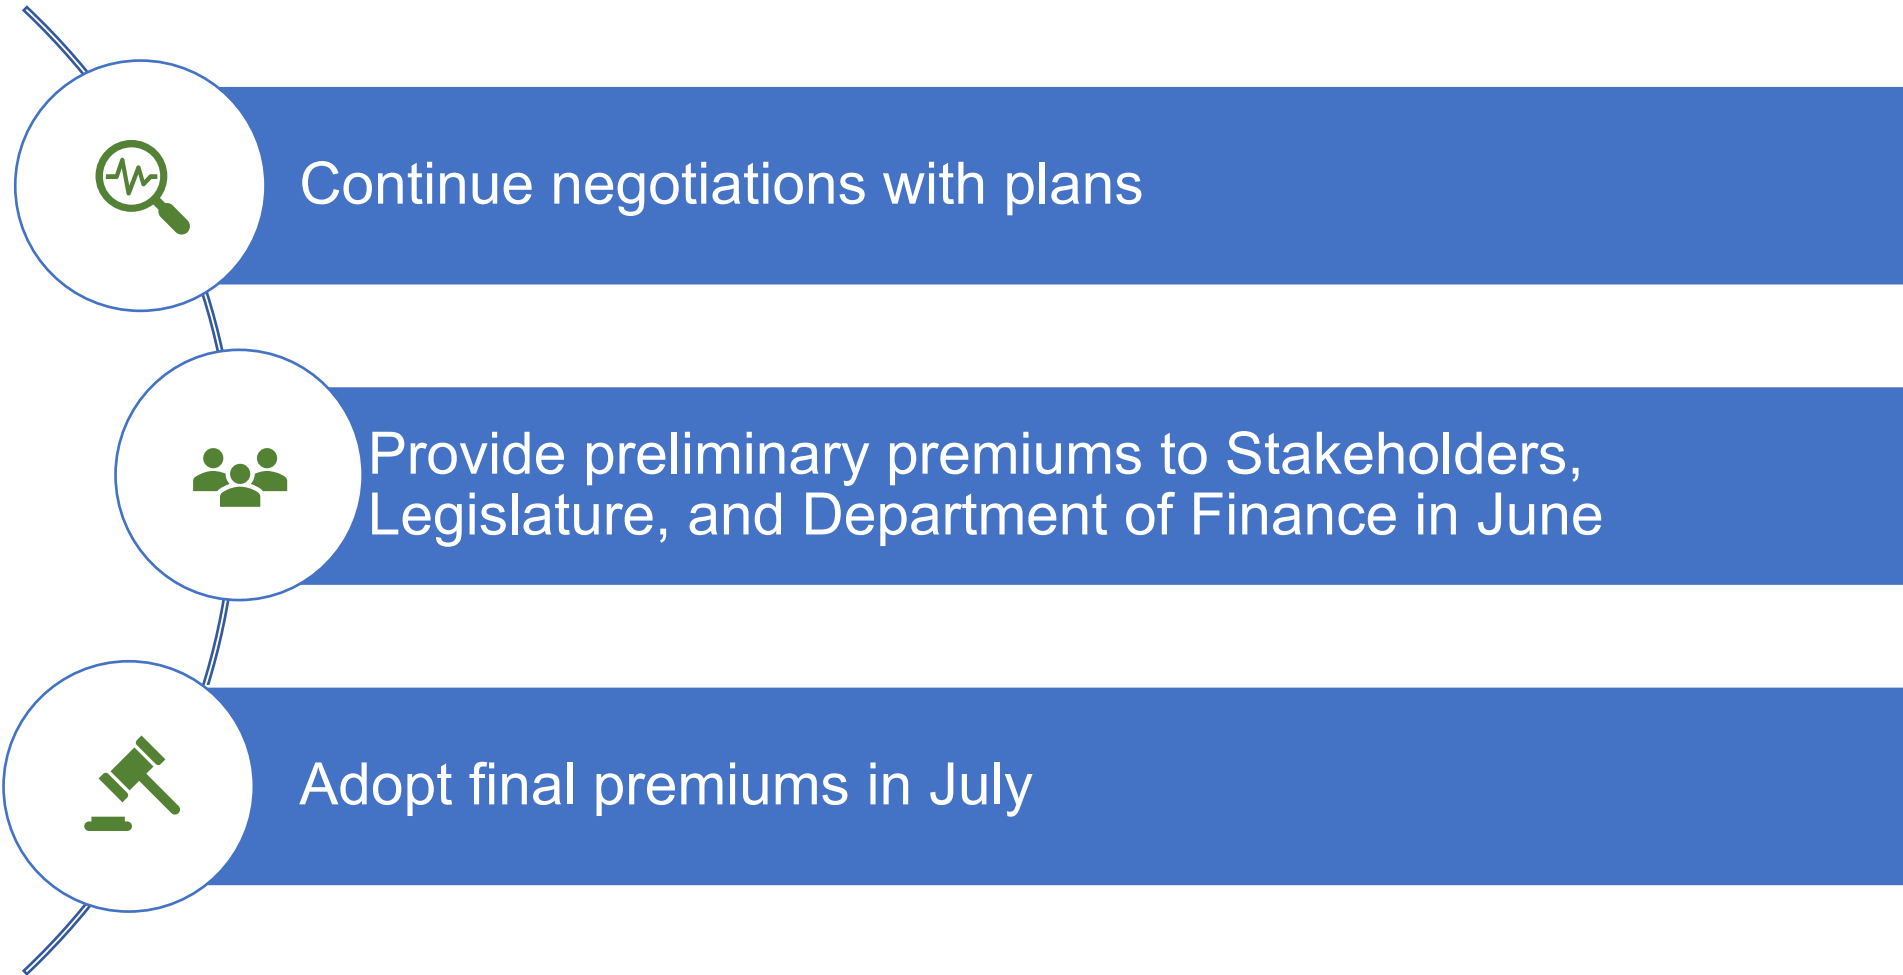 Continue negotiations with plans
Provide preliminary premiums to Stakeholders,
Legislature, and Department of Finance in June
Adopt final premiums in July